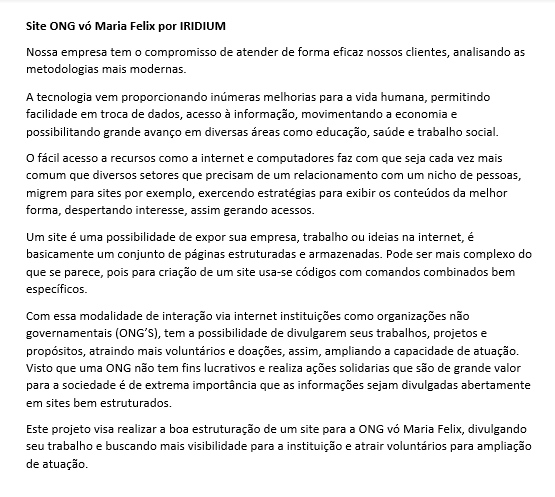 Site ONG vó Maria Felix por IRIDIUM
Nossa empresa tem o compromisso de atender de forma eficaz nossos clientes, analisando as
metodologias mais modernas.
A tecnologia vem proporcionando inúmeras melhorias para a vida humana, permitindo
facilidade em troca de dados, acesso à informação, movimentando a economia e
possibilitando grande avanço em diversas áreas como educação, saúde e trabalho social.
O fácil acesso a recursos como a internet e computadores faz com que seja cada vez mais
comum que diversos setores que precisam de um relacionamento com um nicho de pessoas,
migrem para sites por exemplo, exercendo estratégias para exibir os conteúdos da melhor
forma, despertando interesse, assim gerando acessos.
Um site é uma possibilidade de expor sua empresa, trabalho ou ideias na internet, é
basicamente um conjunto de páginas estruturadas e armazenadas. Pode ser mais complexo do
que se parece, pois para criação de um site usa-se códigos com comandos combinados bem
específicos.
Com essa modalidade de interação via internet instituições como organizações não
governamentais (ONG’S), tem a possibilidade de divulgarem seus trabalhos, projetos e
propósitos, atraindo mais voluntários e doações, assim, ampliando a capacidade de atuação.
Visto que uma ONG não tem fins lucrativos e realiza ações solidarias que são de grande valor
para a sociedade é de extrema importância que as informações sejam divulgadas abertamente
em sites bem estruturados.
Este projeto visa realizar a boa estruturação de um site para a ONG vó Maria Felix, divulgando
seu trabalho e buscando mais visibilidade para a instituição e atrair voluntários para ampliação
de atuação.